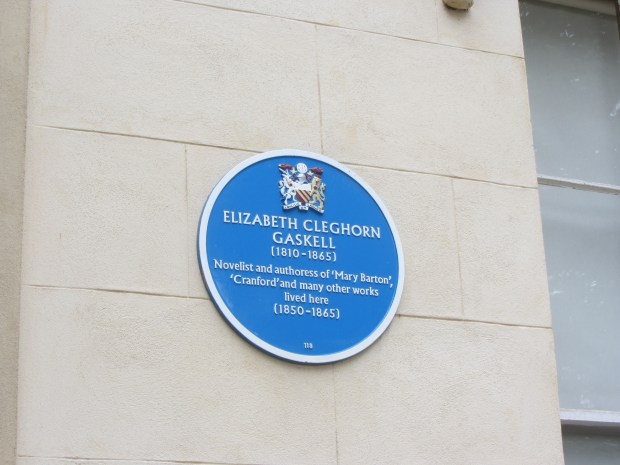 ELIZABETH CLEGHORN
GASKELL
(1810-1865)
Novelist and authoress of 'Mary Barton',
'Cranford' and many other works
lived here
(1850-1865)
119